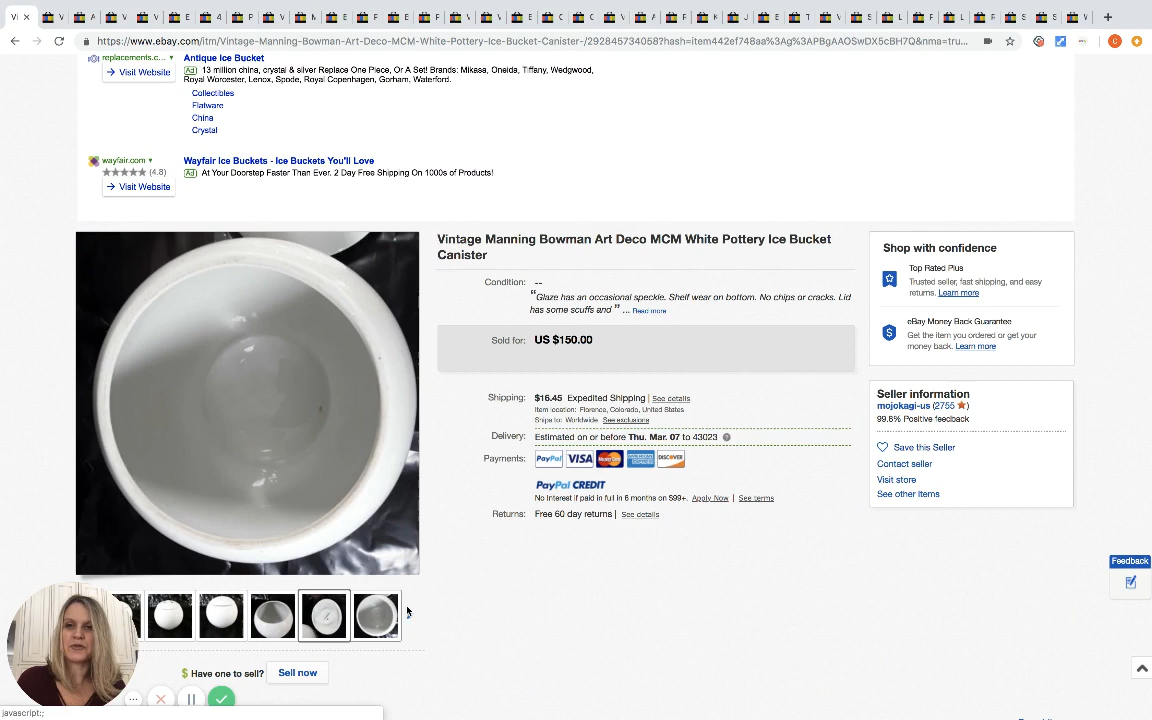 https://www.ebay.com/itm/Vintage-Manning-Bowman-Art-Deco-MCM-White-Pottery-Ice-Bucket-Canister-/292845734058?hash=item442ef748aa%3Ag%3APBgAAOSwDX5cBH7Q&nma=tru...
replacements.c... ▾
Visit Website
Antique Ice Bucket
Ad 13 million china, crystal & silver Replace One Piece, Or A Set! Brands: Mikasa, Oneida, Tiffany, Wedgwood,
Royal Worcester, Lenox, Spode, Royal Copenhagen, Gorham, Waterford.
Collectibles
Flatware
China
Crystal
wayfair.com ▾
(4.8)
Visit Website
Wayfair Ice Buckets - Ice Buckets You'll Love
Ad At Your Doorstep Faster Than Ever. 2 Day Free Shipping On 1000s of Products!
Vintage Manning Bowman Art Deco MCM White Pottery Ice Bucket
Canister
Condition: --
"Glaze has an occasional speckle. Shelf wear on bottom. No chips or cracks. Lid
has some scuffs and " ... Read more
Sold for: US $150.00
Shipping: $16.45 Expedited Shipping | See details
Item location: Florence, Colorado, United States
Ships to: Worldwide See exclusions
Delivery: Estimated on or before Thu. Mar. 07 to 43023
Payments: PayPal VISA MasterCard AMERICAN EXPRESS DISCOVER
PayPal CREDIT
No Interest if paid in full in 6 months on $99+. Apply Now | See terms
Returns: Free 60 day returns | See details
Shop with confidence
Top Rated Plus
Trusted seller, fast shipping, and easy
returns. Learn more
eBay Money Back Guarantee
Get the item you ordered or get your
money back. Learn more
Seller information
mojokagi-us (2755 ★)
99.8% Positive feedback
Save this Seller
Contact seller
Visit store
See other items
Feedback
$ Have one to sell? Sell now
javascript:;